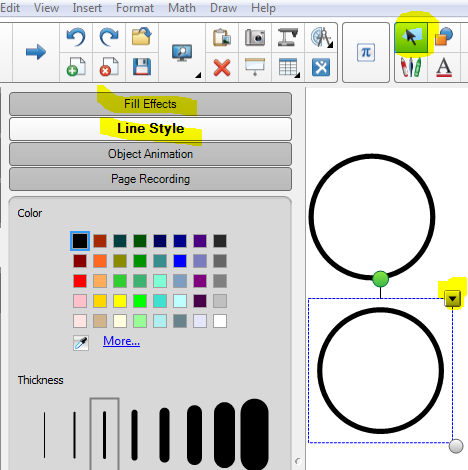 Edit View Insert Format Math Draw Help
π
A
Fill Effects
Line Style
Object Animation
Page Recording
Color
More...
Thickness